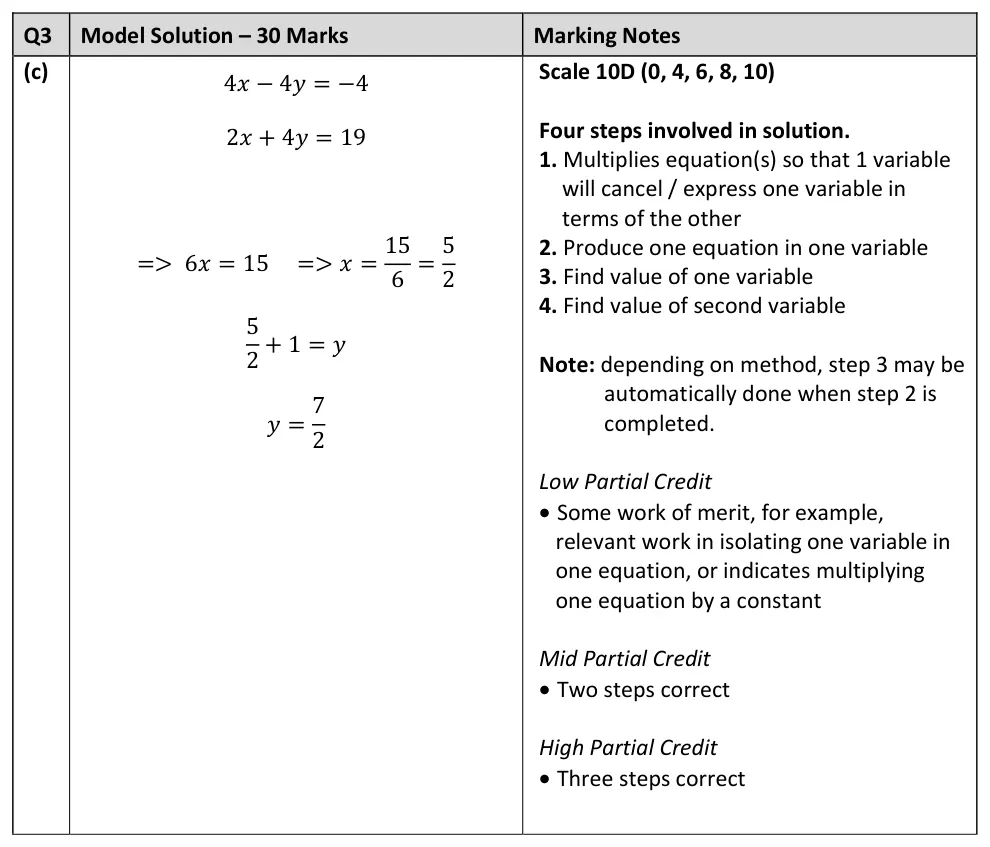 Q3 Model Solution – 30 Marks Marking Notes
(c)
4x − 4y = −4
2x + 4y = 19
=> 6x = 15 => x = 15/6 = 5/2
5/2 + 1 = y
y = 7/2
Scale 10D (0, 4, 6, 8, 10)
Four steps involved in solution.
1. Multiplies equation(s) so that 1 variable
will cancel / express one variable in
terms of the other
2. Produce one equation in one variable
3. Find value of one variable
4. Find value of second variable
Note: depending on method, step 3 may be
automatically done when step 2 is
completed.
Low Partial Credit
• Some work of merit, for example,
relevant work in isolating one variable in
one equation, or indicates multiplying
one equation by a constant
Mid Partial Credit
• Two steps correct
High Partial Credit
• Three steps correct